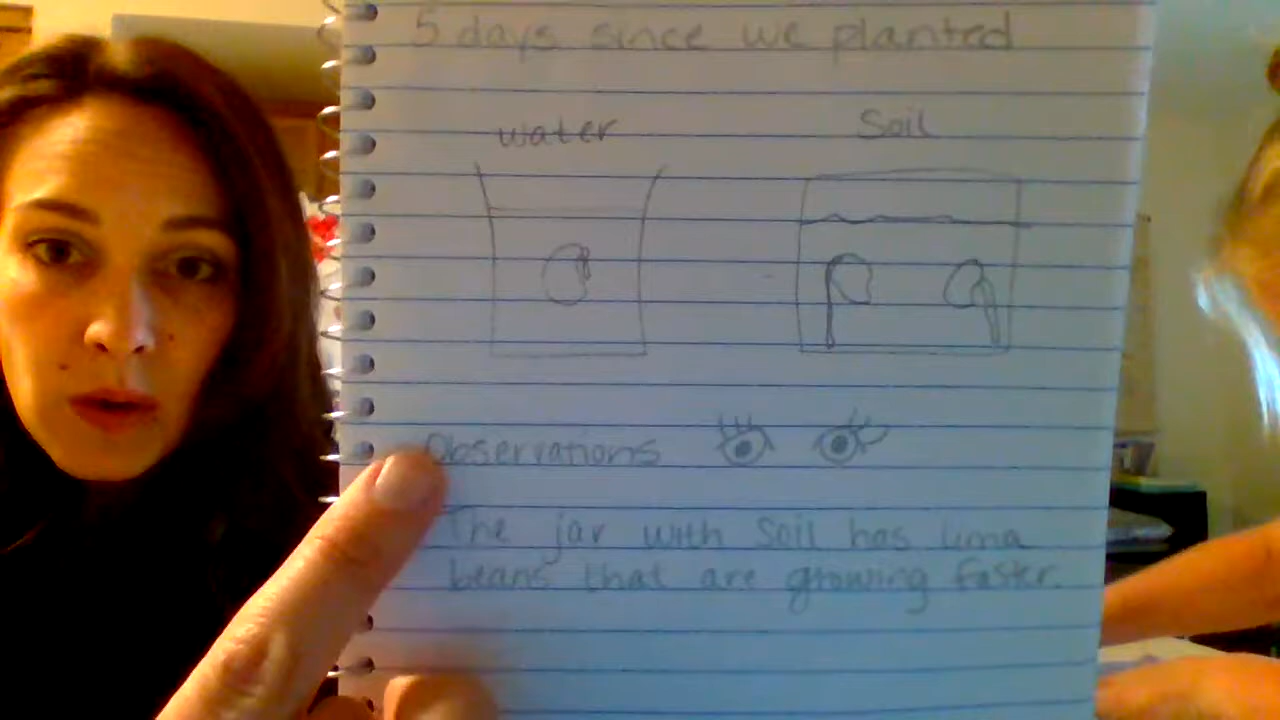 5 days since we planted
water Soil
Observations
The jar with Soil has lima
beans that are growing faster.